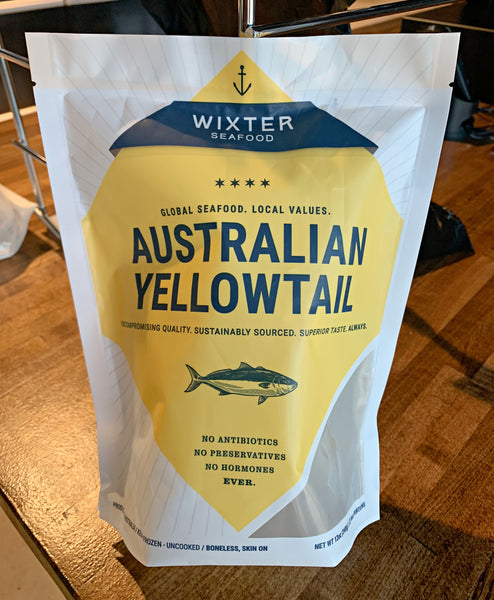 WIXTER
SEAFOOD
GLOBAL SEAFOOD. LOCAL VALUES.
AUSTRALIAN
YELLOWTAIL
QUALITY. SUSTAINABLY SOURCED. SUPERIOR TASTE. ALWAYS.
NO ANTIBIOTICS
NO PRESERVATIVES
NO HORMONES
EVER.
- UNCOOKED / BONELESS, SKIN ON
NET WT 12oz